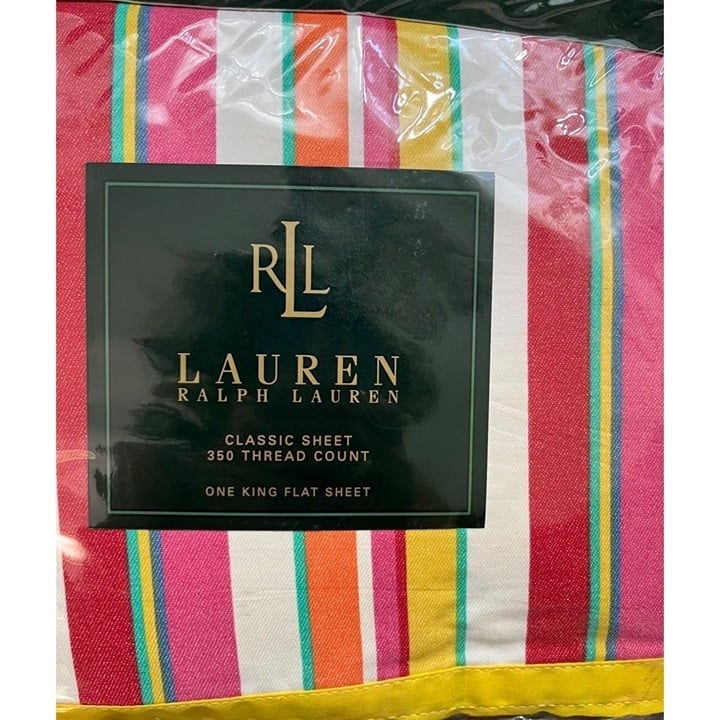 RLL
LAUREN
RALPH LAUREN
CLASSIC SHEET
350 THREAD COUNT
ONE KING FLAT SHEET